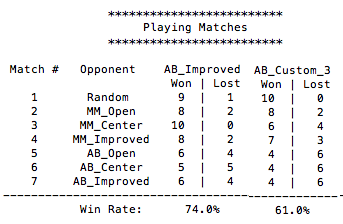 *************************
Playing Matches
*************************
Match #   Opponent   AB_Improved   AB_Custom_3
Won | Lost   Won | Lost
1   Random   9 | 1   10 | 0
2   MM_Open   8 | 2   8 | 2
3   MM_Center   10 | 0   6 | 4
4   MM_Improved   8 | 2   7 | 3
5   AB_Open   6 | 4   4 | 6
6   AB_Center   5 | 5   4 | 6
7   AB_Improved   6 | 4   4 | 6
--------------------------------------------------------------------------
Win Rate:   74.0%   61.0%